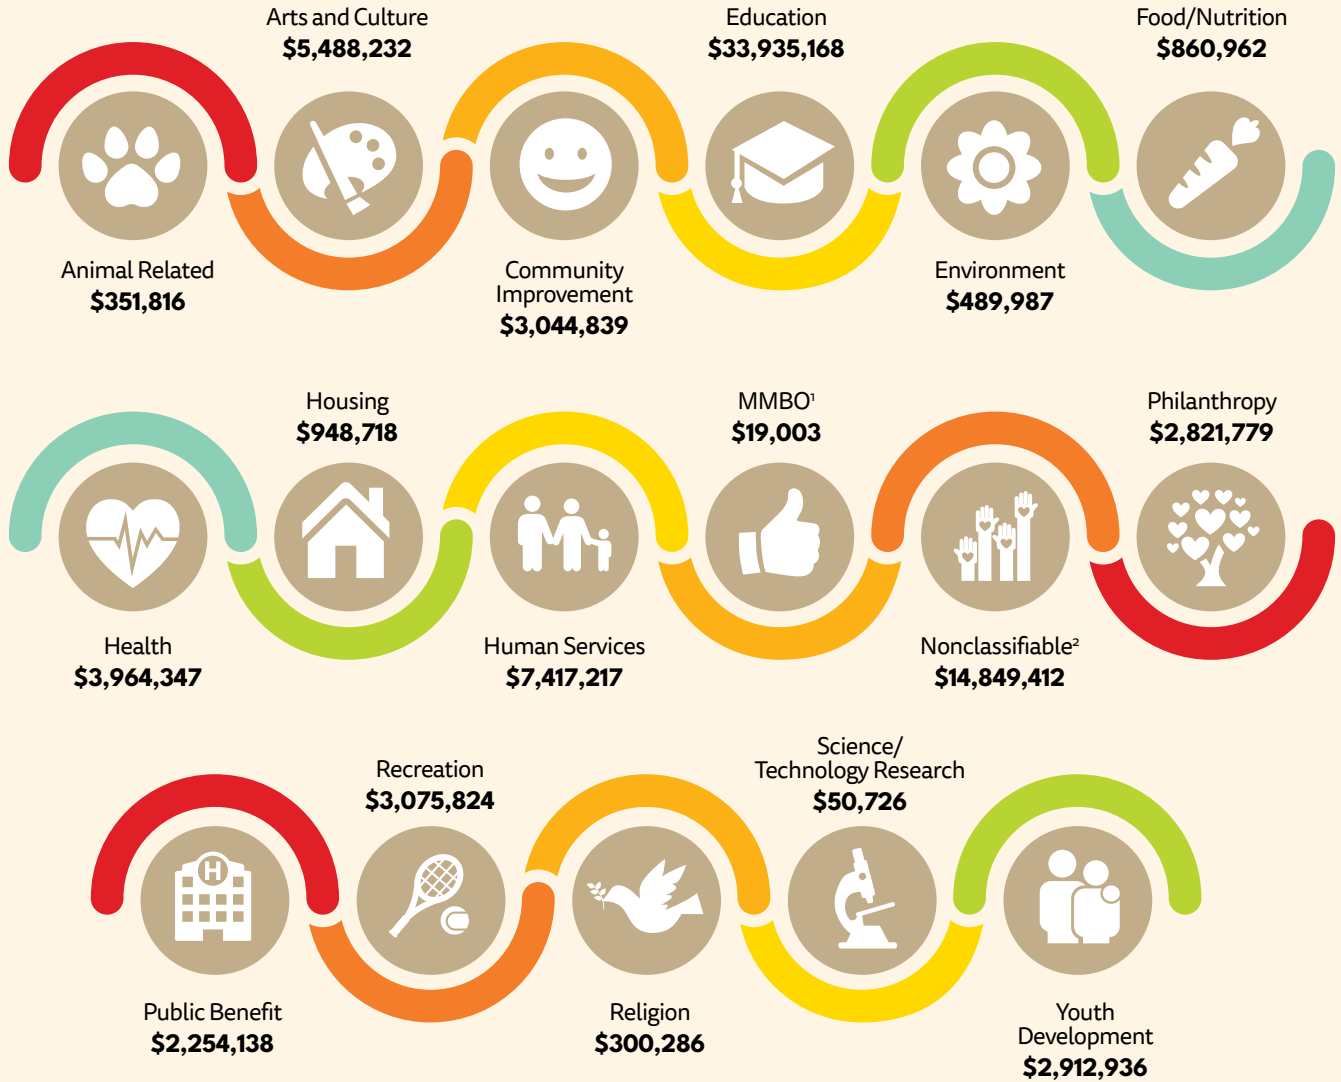 Arts and Culture
$5,488,232
Education
$33,935,168
Food/Nutrition
$860,962
Animal Related
$351,816
Community
Improvement
$3,044,839
Environment
$489,987
Housing
$948,718
MMBO¹
$19,003
Philanthropy
$2,821,779
Health
$3,964,347
Human Services
$7,417,217
Nonclassifiable²
$14,849,412
Recreation
$3,075,824
Science/
Technology Research
$50,726
H
Public Benefit
$2,254,138
Religion
$300,286
Youth
Development
$2,912,936